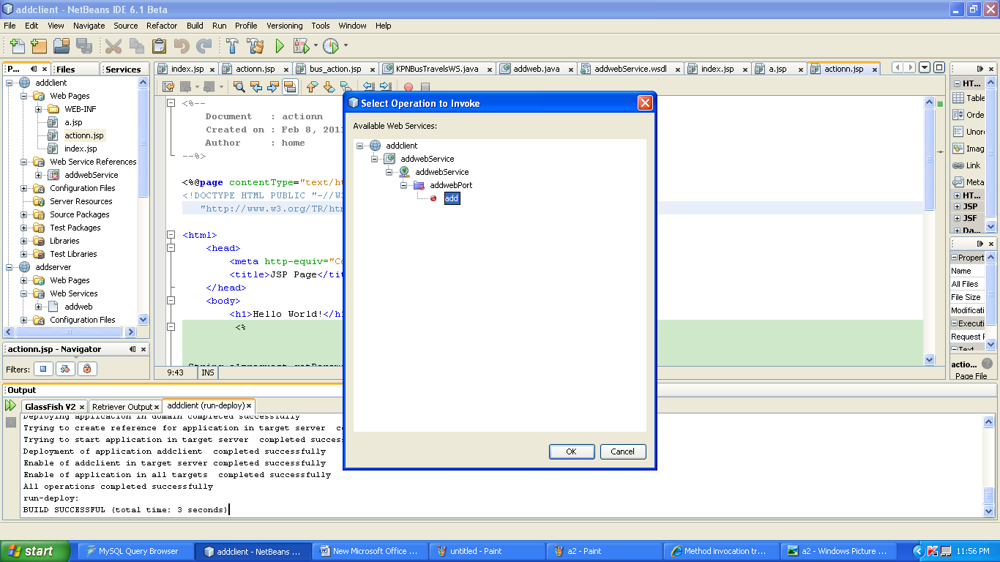 addclient - NetBeans IDE 6.1 Beta
File Edit View Navigate Source Refactor Build Run Profile Versioning Tools Window Help
P... Files Services
index.jsp actionn.jsp bus_action.jsp KPNBusTravelsWS.java addweb.java addwebService.wsdl index.jsp a.jsp actionn.jsp
addclient
Web Pages
WEB-INF
a.jsp
actionn.jsp
index.jsp
Web Service References
addwebService
Configuration Files
Server Resources
Source Packages
Test Packages
Libraries
Test Libraries
addserver
Web Pages
Web Services
addweb
Configuration Files
actionn.jsp - Navigator
Filters:
<%--
Document : actionn
Created on : Feb 8, 2011
Author : home
--%>
<%@page contentType="text/ht
<!DOCTYPE HTML PUBLIC "-//W3
"http://www.w3.org/TR/htm
<html>
<head>
<meta http-equiv="Co
<title>JSP Page</tit
</head>
<body>
<h1>Hello World!</h1
<%
9:43 INS
Select Operation to Invoke
Available Web Services:
addclient
addwebService
addwebService
addwebPort
add
OK Cancel
HT...
Table
Orde
Unor
Imag
Link
Meta
HT...
JSP
JSF
Da...
Propert
Name
All Files
File Size
Modificati
Executi
Request P
Text
actio...
Page File
Output
GlassFish V2 Retriever Output addclient (run-deploy)
Deploying application in domain completed successfully
Trying to create reference for application in target server co
Trying to start application in target server completed succes
Deployment of application addclient completed successfully
Enable of addclient in target server completed successfully
Enable of application in all targets completed successfully
All operations completed successfully
run-deploy:
BUILD SUCCESSFUL (total time: 3 seconds)
start MySQL Query Browser addclient - NetBeans ... New Microsoft Office ... untitled - Paint a2 - Paint Method invocation tr... a2 - Windows Picture ... 11:56 PM